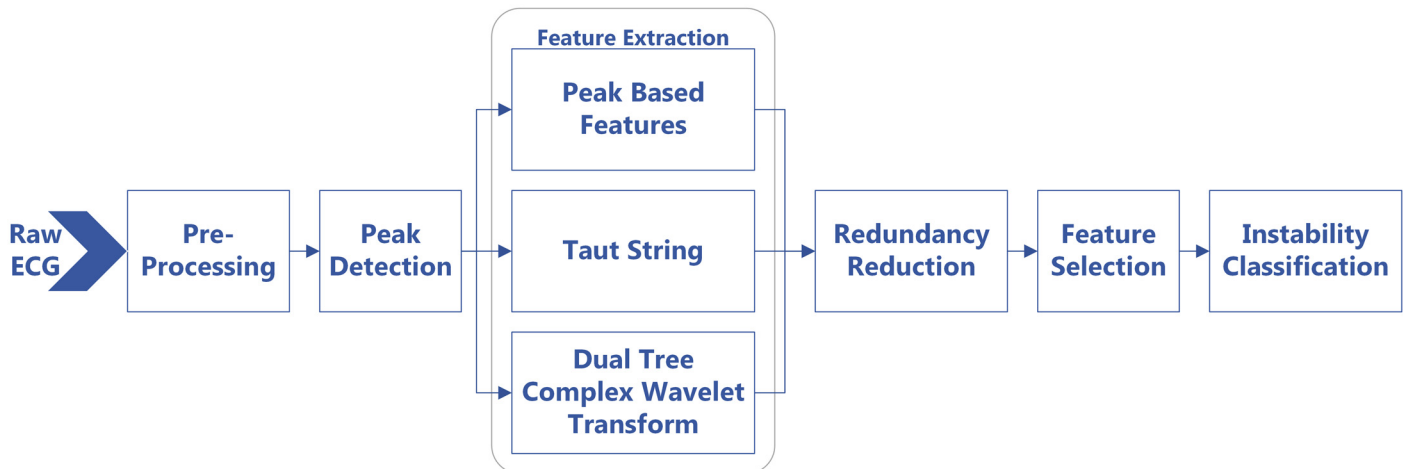 Raw
ECG
Pre-
Processing
Peak
Detection
Feature Extraction
Peak Based
Features
Taut String
Dual Tree
Complex Wavelet
Transform
Redundancy
Reduction
Feature
Selection
Instability
Classification